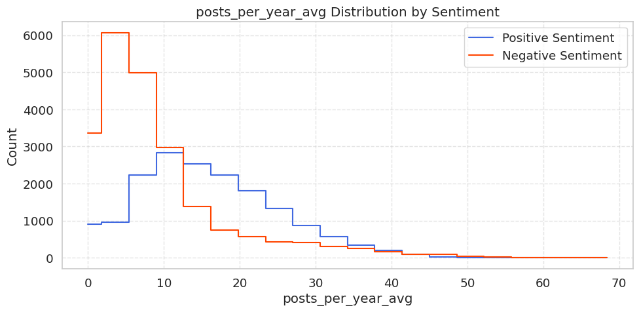 posts_per_year_avg Distribution by Sentiment
Positive Sentiment
Negative Sentiment
Count
6000
5000
4000
3000
2000
1000
0
0 10 20 30 40 50 60 70
posts_per_year_avg